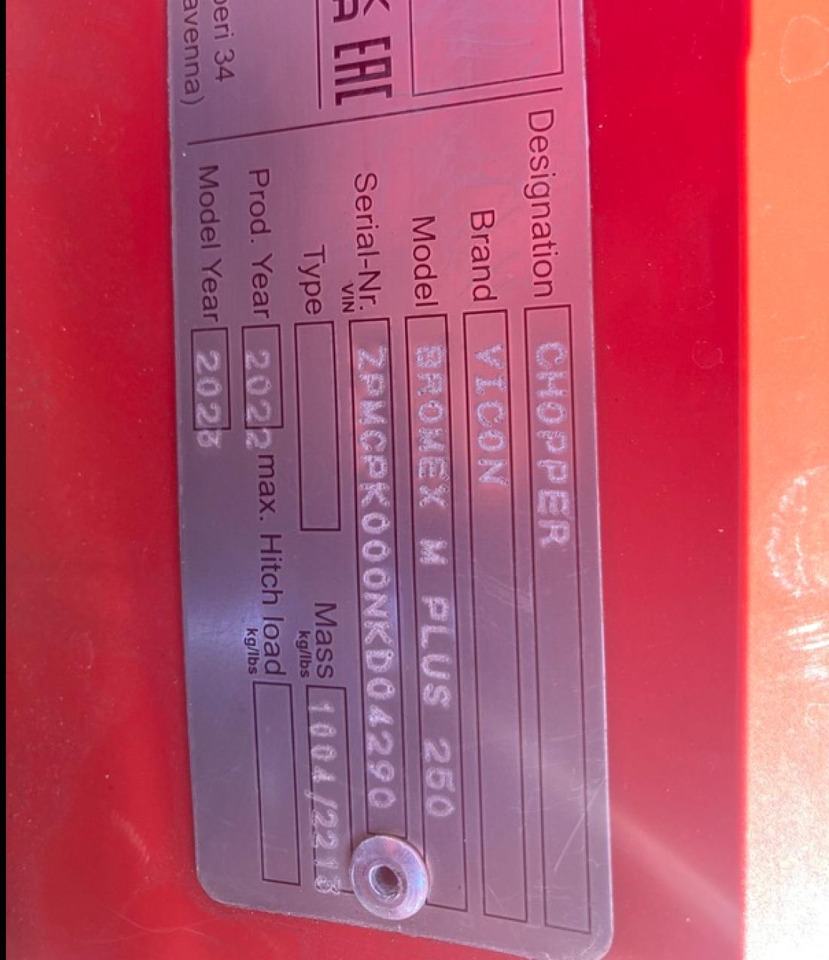 EAC
peri 34
avenna)
Designation CHOPPER
Brand VICON
Model BROMEX M PLUS 250
Serial-Nr. VIN ZPMCPK000NKD04290
Type Mass kg/lbs 1004/2213
Prod. Year 2022 max. Hitch load kg/lbs
Model Year 2023